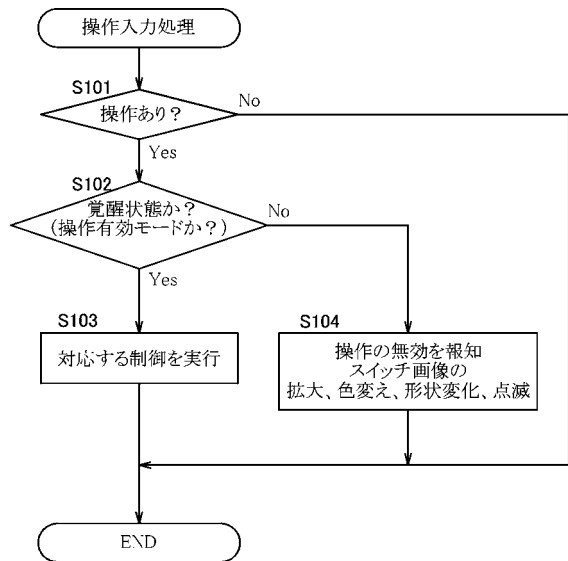 操作入力処理
S101
操作あり?
No
Yes
S102
覚醒状態か?
(操作有効モードか?)
No
Yes
S103
対応する制御を実行
S104
操作の無効を報知
スイッチ画像の
拡大、色変え、形状変化、点滅
END